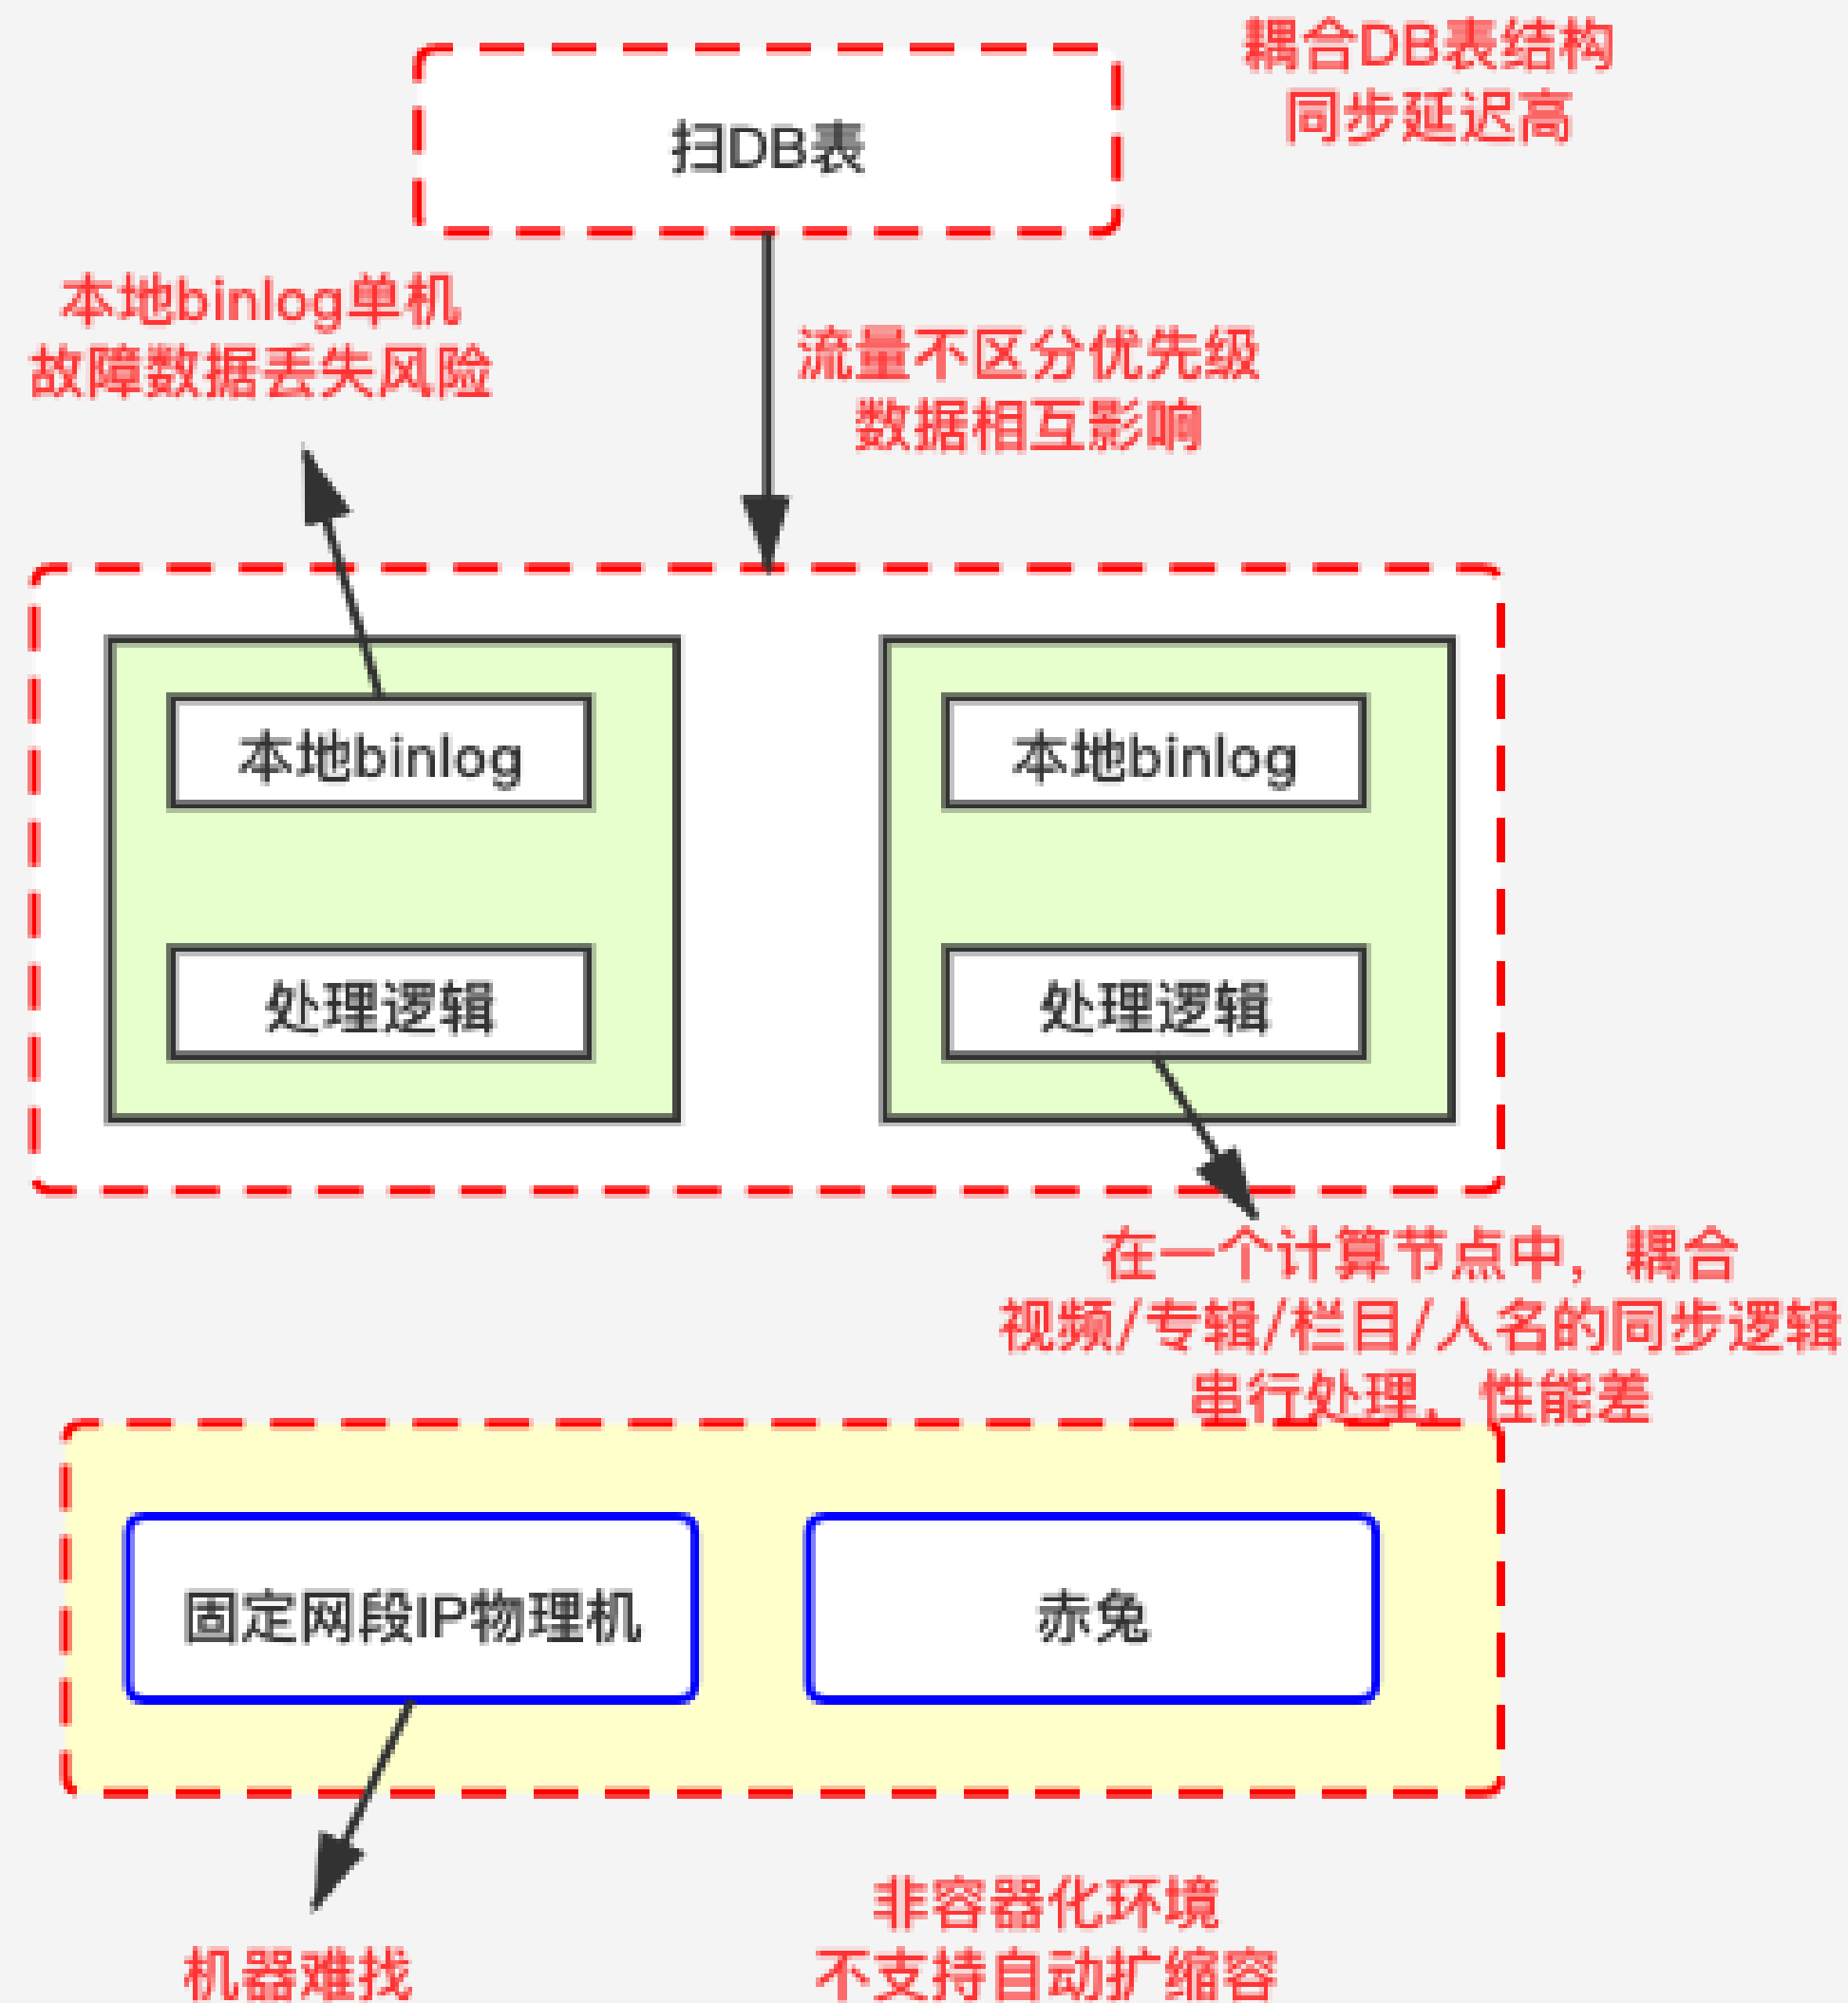 耦合DB表结构
同步延迟高
扫DB表
本地binlog单机
故障数据丢失风险
流量不区分优先级
数据相互影响
本地binlog
本地binlog
处理逻辑
处理逻辑
在一个计算节点中，耦合
视频/专辑/栏目/人名的同步逻辑
串行处理，性能差
固定网段IP物理机
赤兔
机器难找
非容器化环境
不支持自动扩缩容